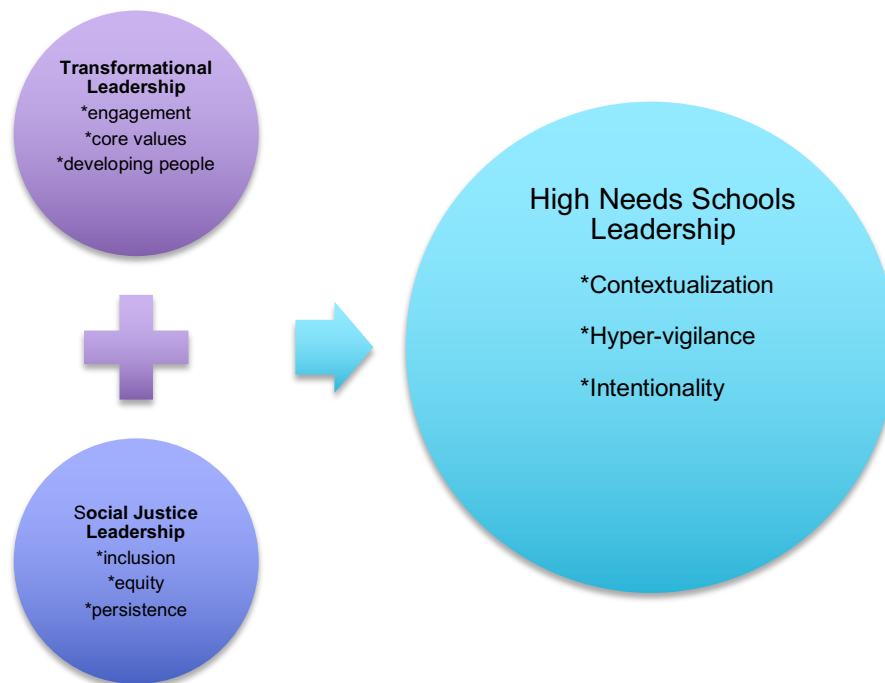 Transformational
Leadership
*engagement
*core values
*developing people
High Needs Schools
Leadership
*Contextualization
*Hyper-vigilance
*Intentionality
Social Justice
Leadership
*inclusion
*equity
*persistence